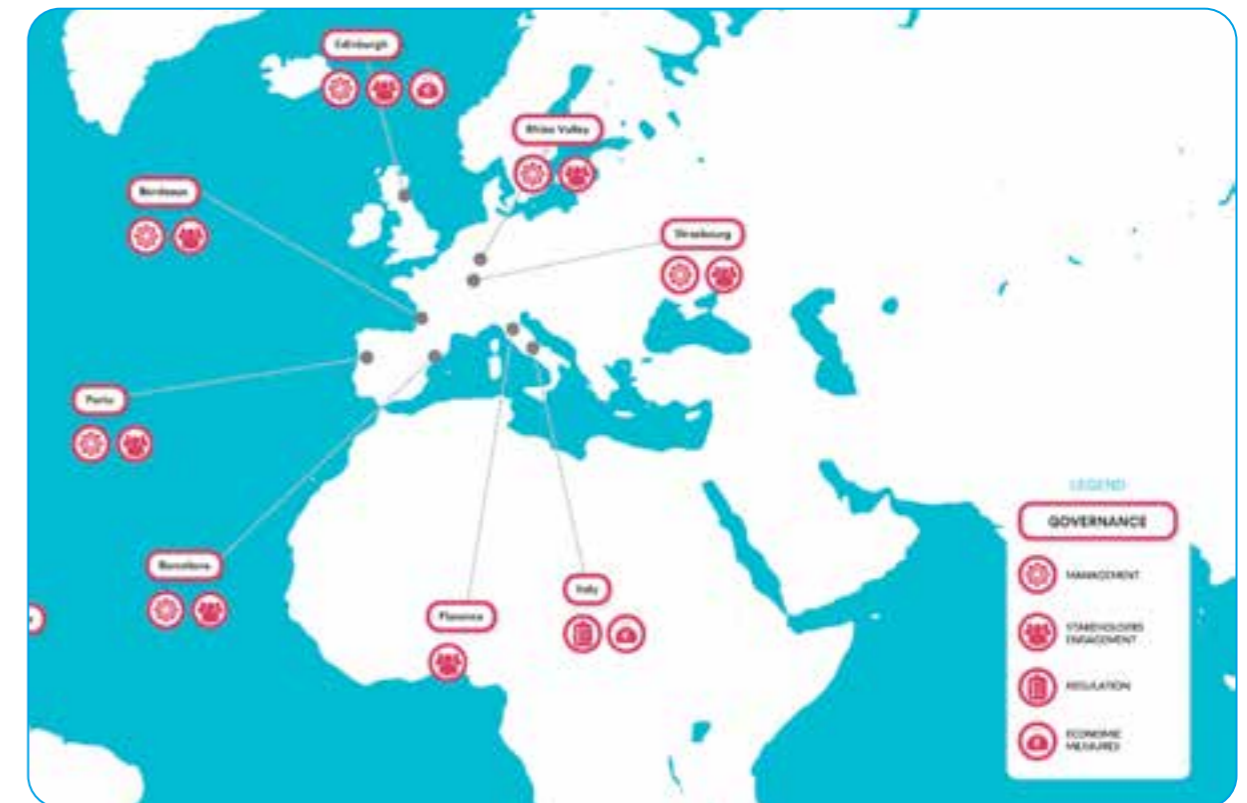 Edinburgh
Rhine Valley
Bordeaux
Strasbourg
Porto
Barcelona
Florence
Italy
LEGEND
GOVERNANCE
MANAGEMENT
STAKEHOLDERS
ENGAGEMENT
REGULATION
ECONOMIC
MEASURES